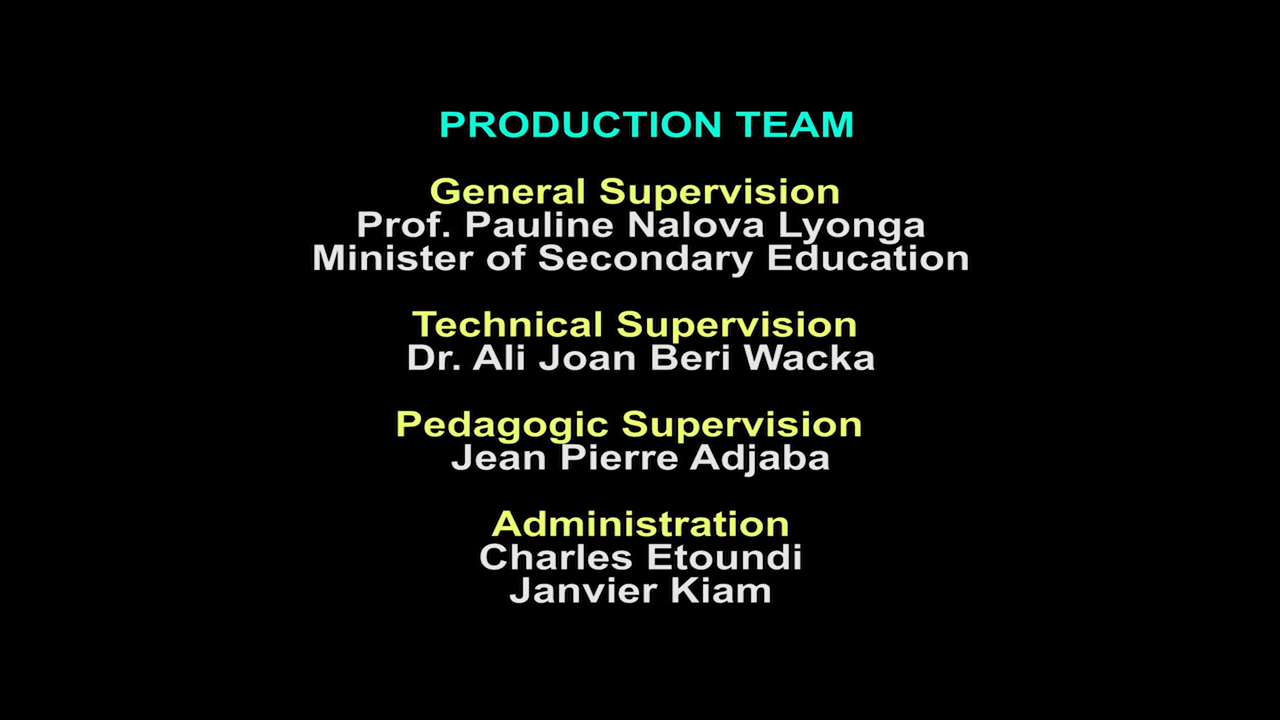 PRODUCTION TEAM
General Supervision
Prof. Pauline Nalova Lyonga
Minister of Secondary Education
Technical Supervision
Dr. Ali Joan Beri Wacka
Pedagogic Supervision
Jean Pierre Adjaba
Administration
Charles Etoundi
Janvier Kiam